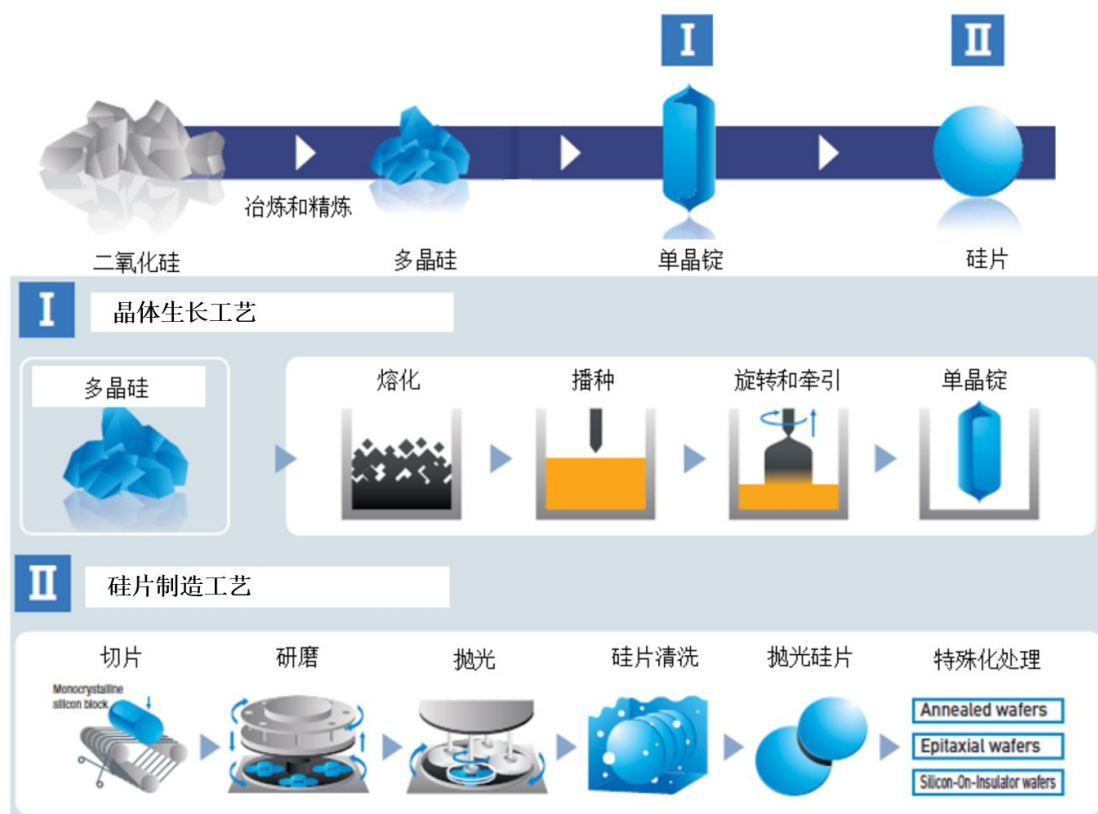 I
II
冶炼和精炼
二氧化硅
多晶硅
单晶锭
硅片
I
晶体生长工艺
多晶硅
熔化
播种
旋转和牵引
单晶锭
II
硅片制造工艺
切片
研磨
抛光
硅片清洗
抛光硅片
特殊化处理
Monocrystalline
silicon block
Annealed wafers
Epitaxial wafers
Silicon-On-Insulator wafers